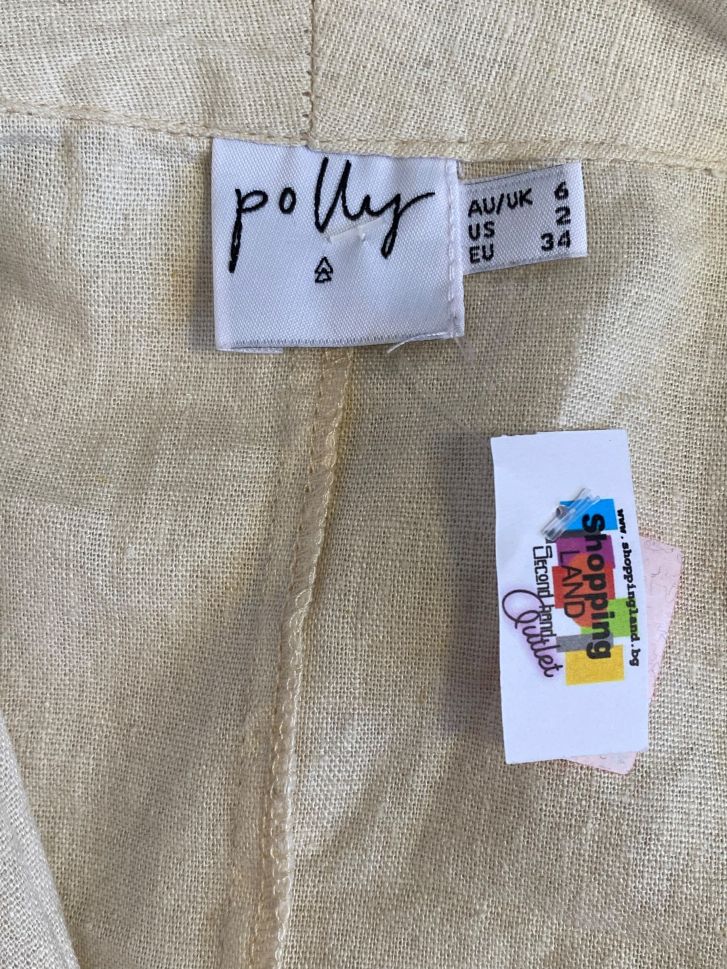 polly
AU/UK 6
US 2
EU 34
www.shoppingland.bg
Shopping
LAND
Second hand
Outlet